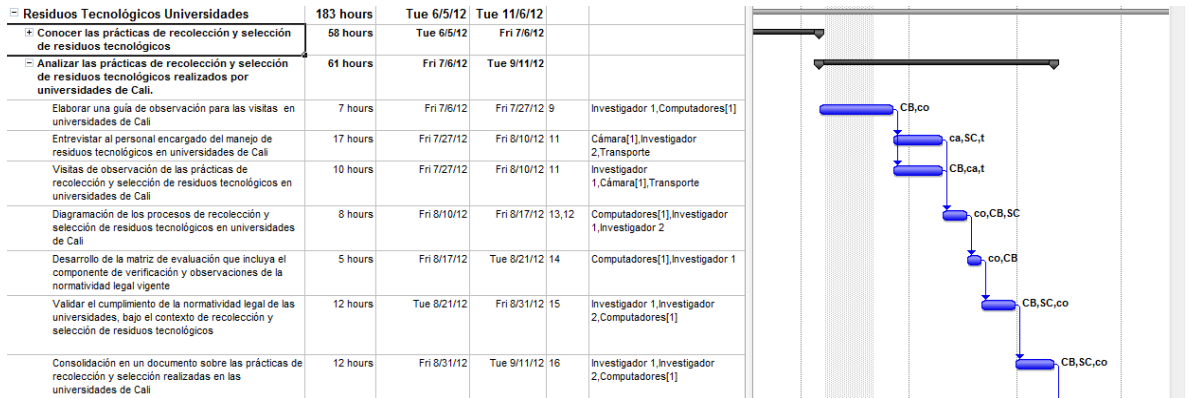 Residuos Tecnológicos Universidades 183 hours Tue 6/5/12 Tue 11/6/12
Conocer las prácticas de recolección y selección 58 hours Tue 6/5/12 Fri 7/6/12
de residuos tecnológicos
Analizar las prácticas de recolección y selección 61 hours Fri 7/6/12 Tue 9/11/12
de residuos tecnológicos realizados por
universidades de Cali.
Elaborar una guía de observación para las visitas en 7 hours Fri 7/6/12 Fri 7/27/12 9 Investigador 1,Computadores[1] CB,co
universidades de Cali
Entrevistar al personal encargado del manejo de 17 hours Fri 7/27/12 Fri 8/10/12 11 Cámara[1],Investigador ca,SC,t
residuos tecnológicos en universidades de Cali 2,Transporte
Visitas de observación de las prácticas de 10 hours Fri 7/27/12 Fri 8/10/12 11 Investigador CB,ca,t
recolección y selección de residuos tecnológicos en 1,Cámara[1],Transporte
universidades de Cali
Diagramación de los procesos de recolección y 8 hours Fri 8/10/12 Fri 8/17/12 13,12 Computadores[1],Investigador co,CB,SC
selección de residuos tecnológicos en universidades 1,Investigador 2
de Cali
Desarrollo de la matriz de evaluación que incluya el 5 hours Fri 8/17/12 Tue 8/21/12 14 Computadores[1],Investigador 1 co,CB
componente de verificación y observaciones de la
normatividad legal vigente
Validar el cumplimiento de la normatividad legal de las 12 hours Tue 8/21/12 Fri 8/31/12 15 Investigador 1,Investigador CB,SC,co
universidades, bajo el contexto de recolección y 2,Computadores[1]
selección de residuos tecnológicos
Consolidación en un documento sobre las prácticas de 12 hours Fri 8/31/12 Tue 9/11/12 16 Investigador 1,Investigador CB,SC,co
recolección y selección realizadas en las 2,Computadores[1]
universidades de Cali